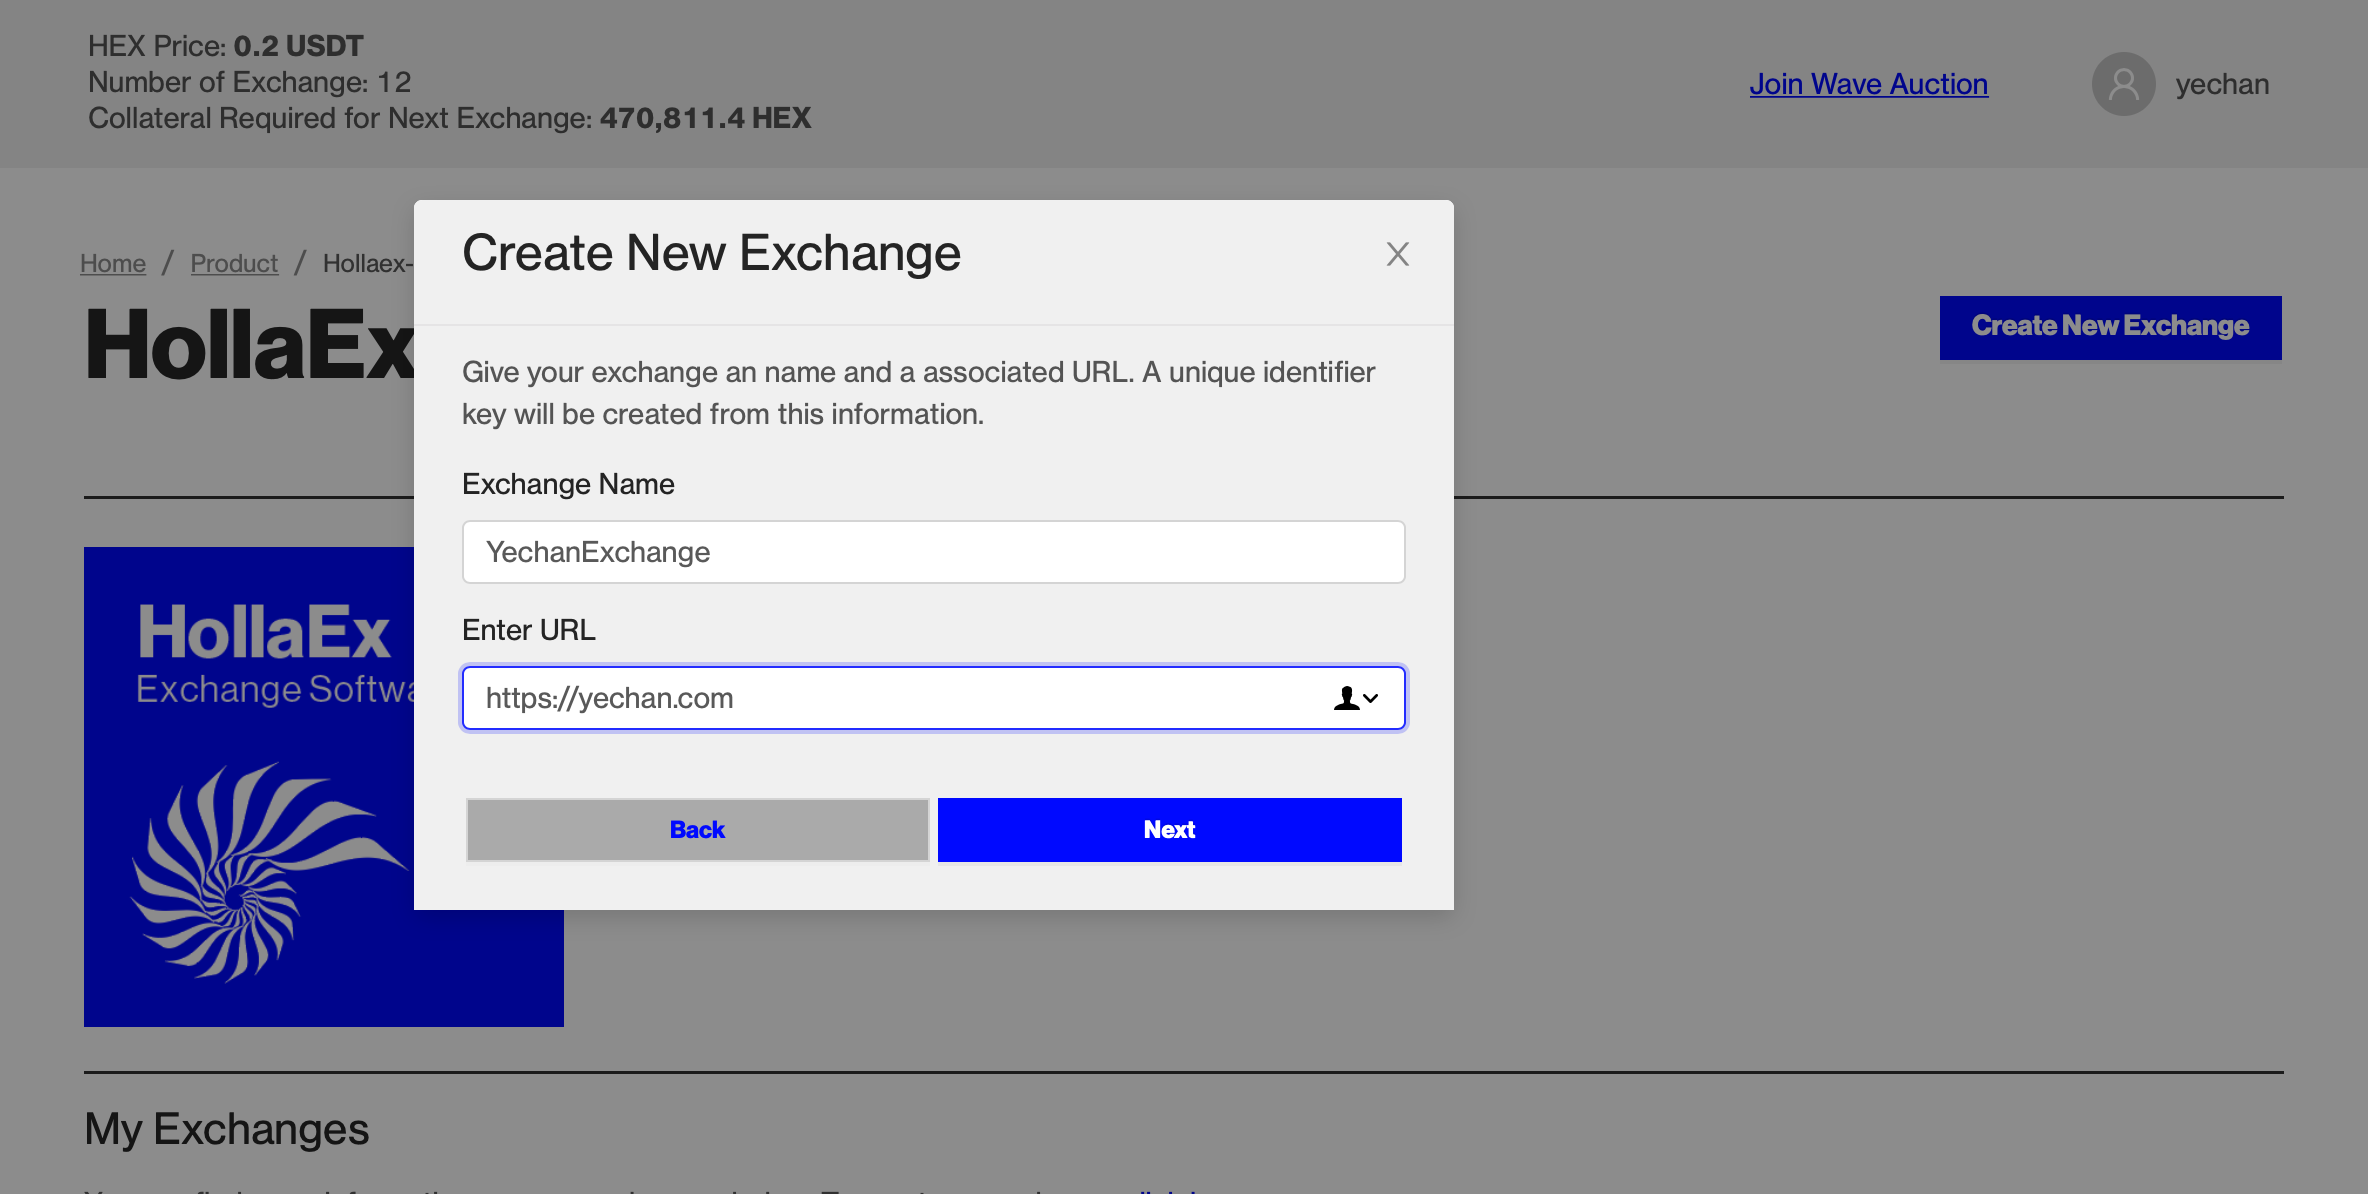 HEX Price: 0.2 USDT
Number of Exchange: 12
Collateral Required for Next Exchange: 470,811.4 HEX
Join Wave Auction
yechan
Home / Product / Hollaex-
HollaEx
Create New Exchange
Create New Exchange
Give your exchange an name and a associated URL. A unique identifier
key will be created from this information.
Exchange Name
YechanExchange
Enter URL
https://yechan.com
Back
Next
HollaEx
Exchange Softwa
My Exchanges